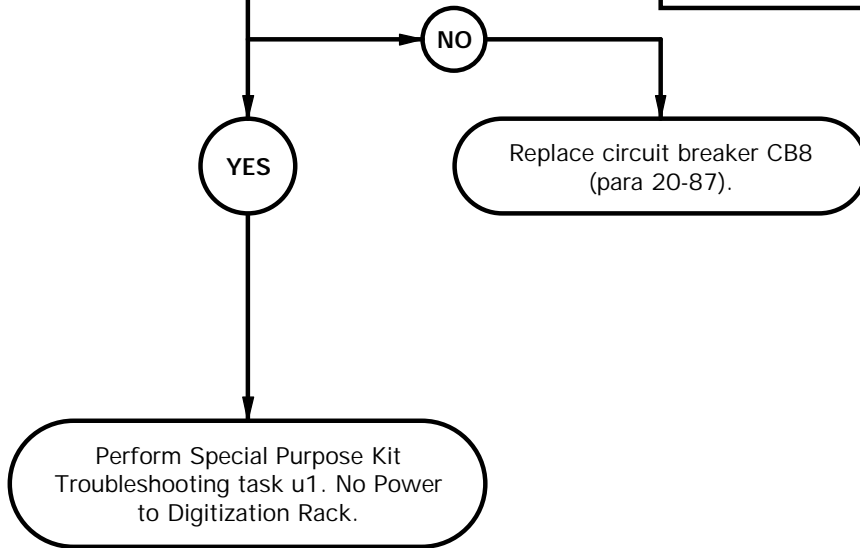 NO
YES
Replace circuit breaker CB8
(para 20-87).
Perform Special Purpose Kit
Troubleshooting task u1. No Power
to Digitization Rack.